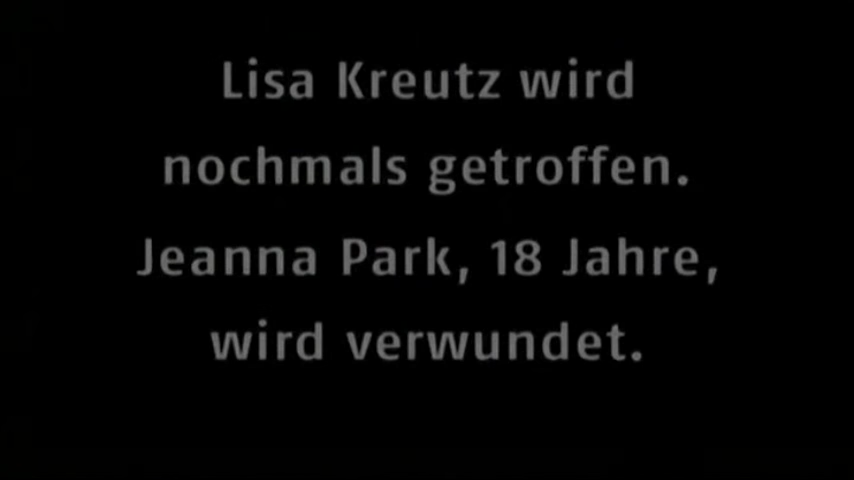 Lisa Kreutz wird
nochmals getroffen.
Jeanna Park, 18 Jahre,
wird verwundet.